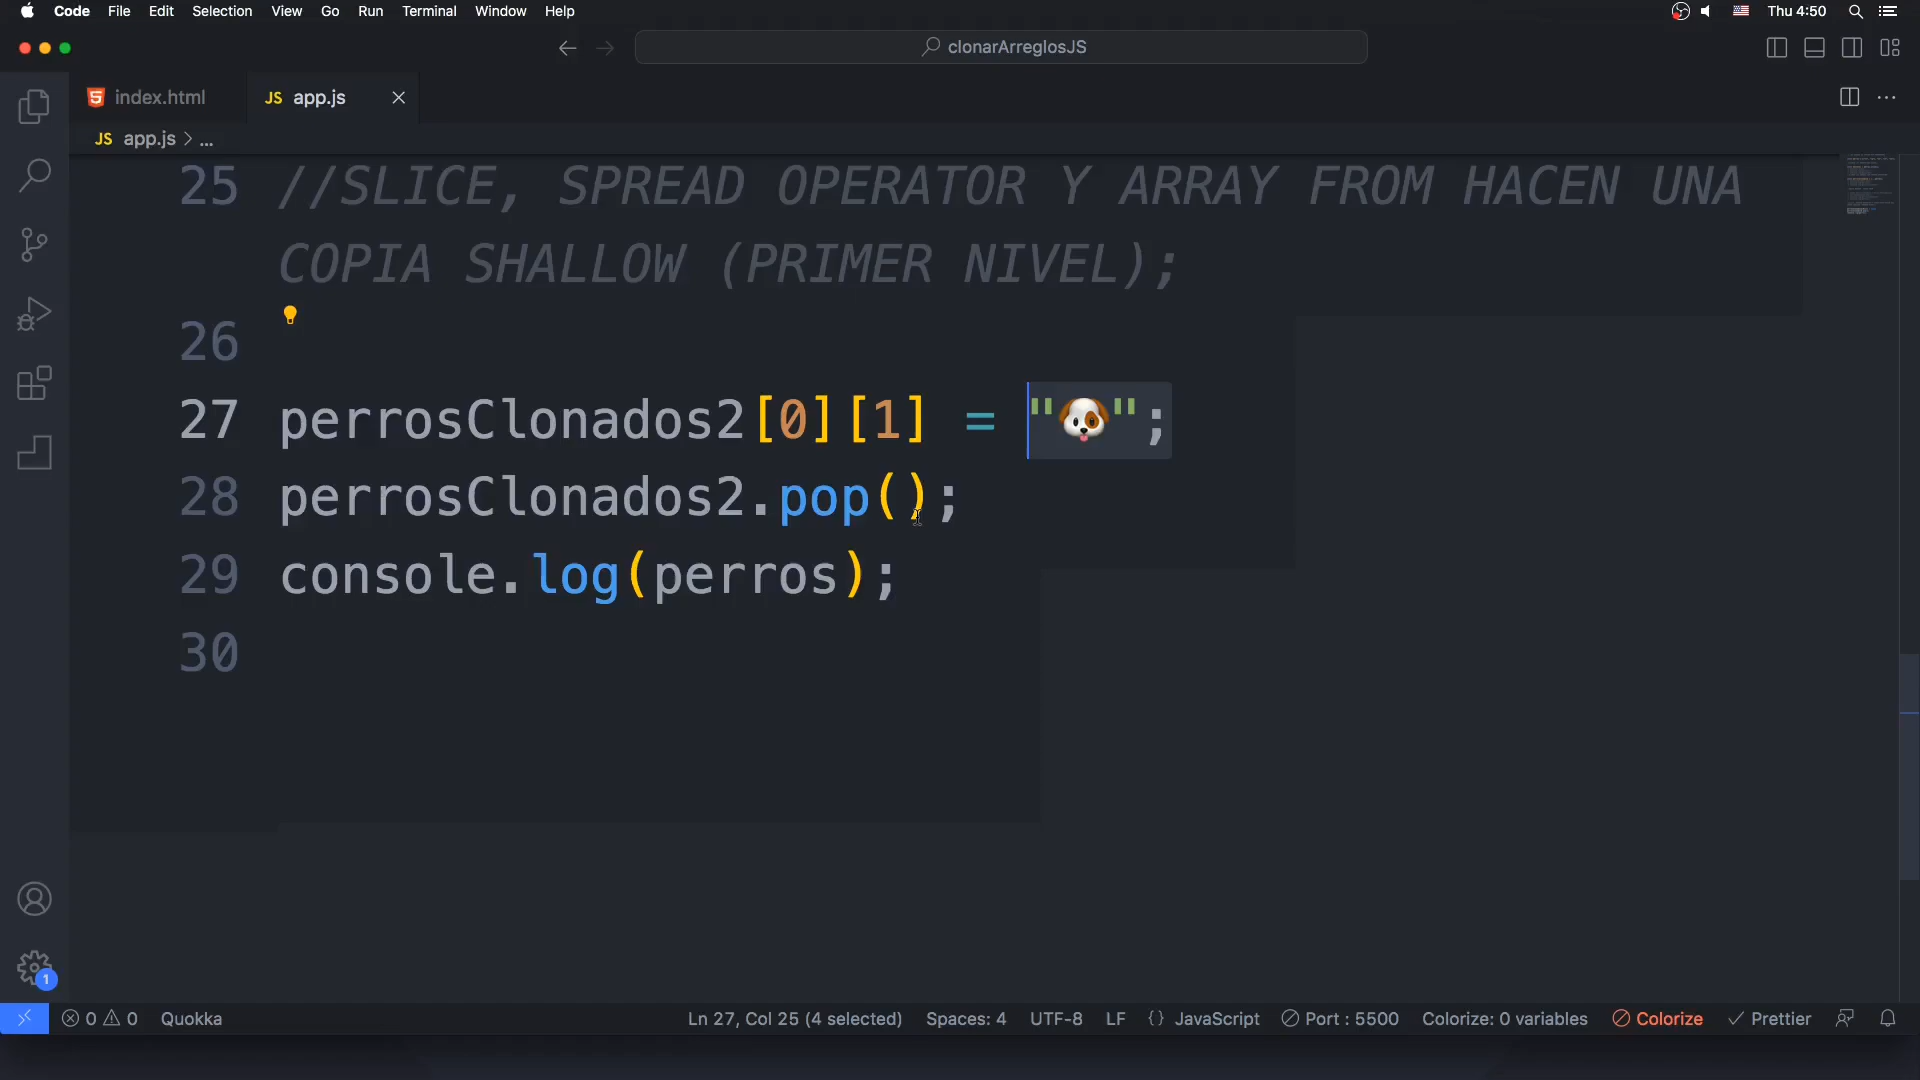 Code File Edit Selection View Go Run Terminal Window Help Thu 4:50
clonarArreglosJS
index.html JS app.js
JS app.js > ...
25 //SLICE, SPREAD OPERATOR Y ARRAY FROM HACEN UNA
COPIA SHALLOW (PRIMER NIVEL);
26
27 perrosClonados2[0][1] = "🐶";
28 perrosClonados2.pop();
29 console.log(perros);
30
1
0 0 Quokka Ln 27, Col 25 (4 selected) Spaces: 4 UTF-8 LF {} JavaScript Port : 5500 Colorize: 0 variables Colorize Prettier